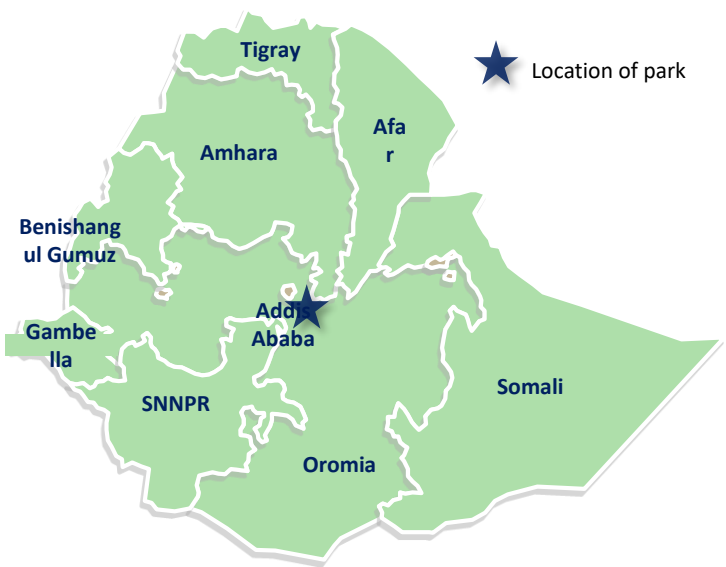 Tigray
Location of park
Amhara
Afa
r
Benishang
ul Gumuz
Addis
Ababa
Gambe
lla
Somali
SNNPR
Oromia